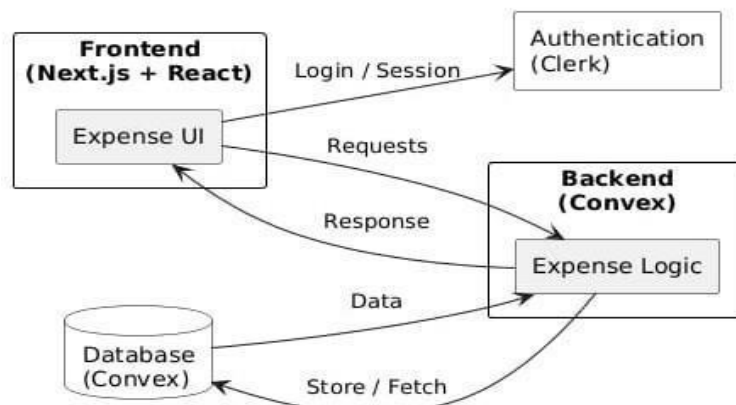 Frontend
(Next.js + React)
Expense UI
Login / Session
Authentication
(Clerk)
Requests
Response
Backend
(Convex)
Expense Logic
Data
Database
(Convex)
Store / Fetch